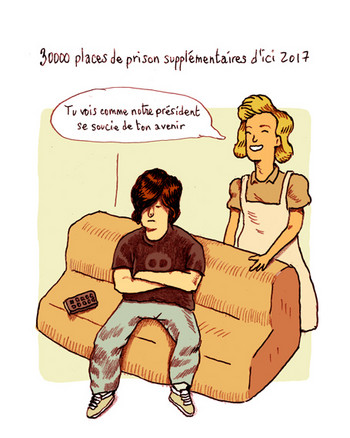 30000 places de prison supplémentaires d'ici 2017
Tu vois comme notre président
se soucie de ton avenir